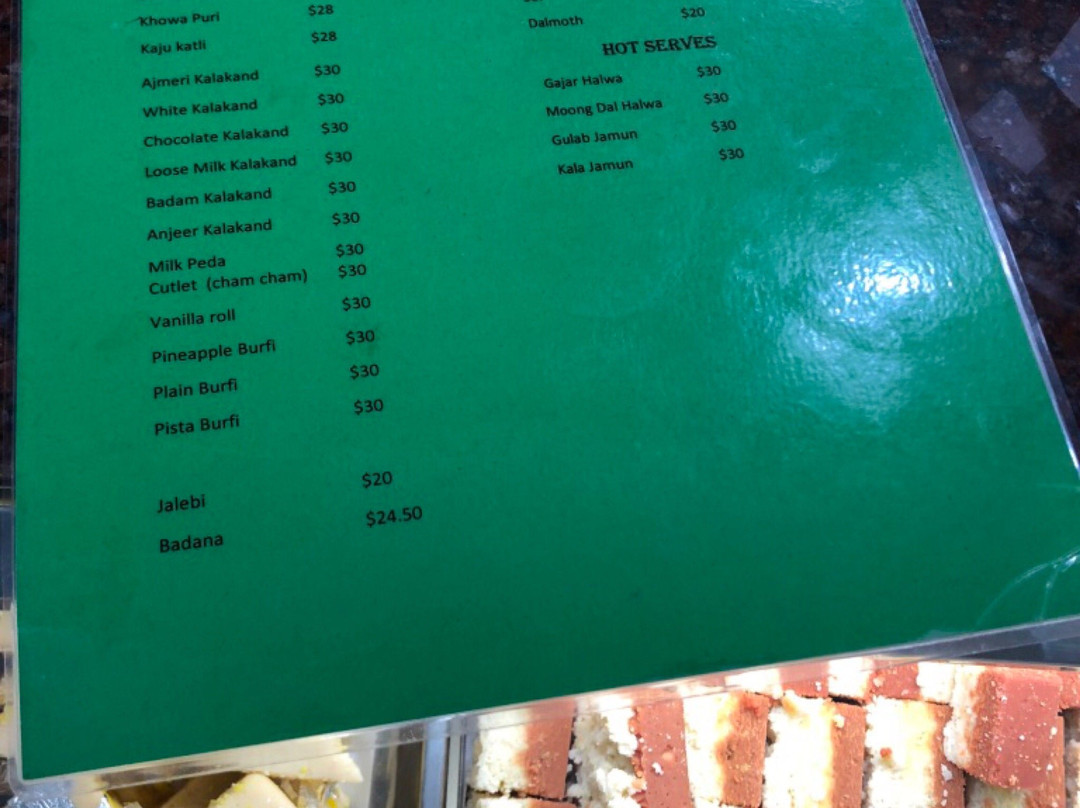 Khowa Puri $28
Kaju katli $28
Ajmeri Kalakand $30
White Kalakand $30
Chocolate Kalakand $30
Loose Milk Kalakand $30
Badam Kalakand $30
Anjeer Kalakand $30
Milk Peda $30
Cutlet (cham cham) $30
Vanilla roll $30
Pineapple Burfi $30
Plain Burfi $30
Pista Burfi $30
Jalebi $20
Badana $24.50
Dalmoth $20
HOT SERVES
Gajar Halwa $30
Moong Dal Halwa $30
Gulab Jamun $30
Kala Jamun $30